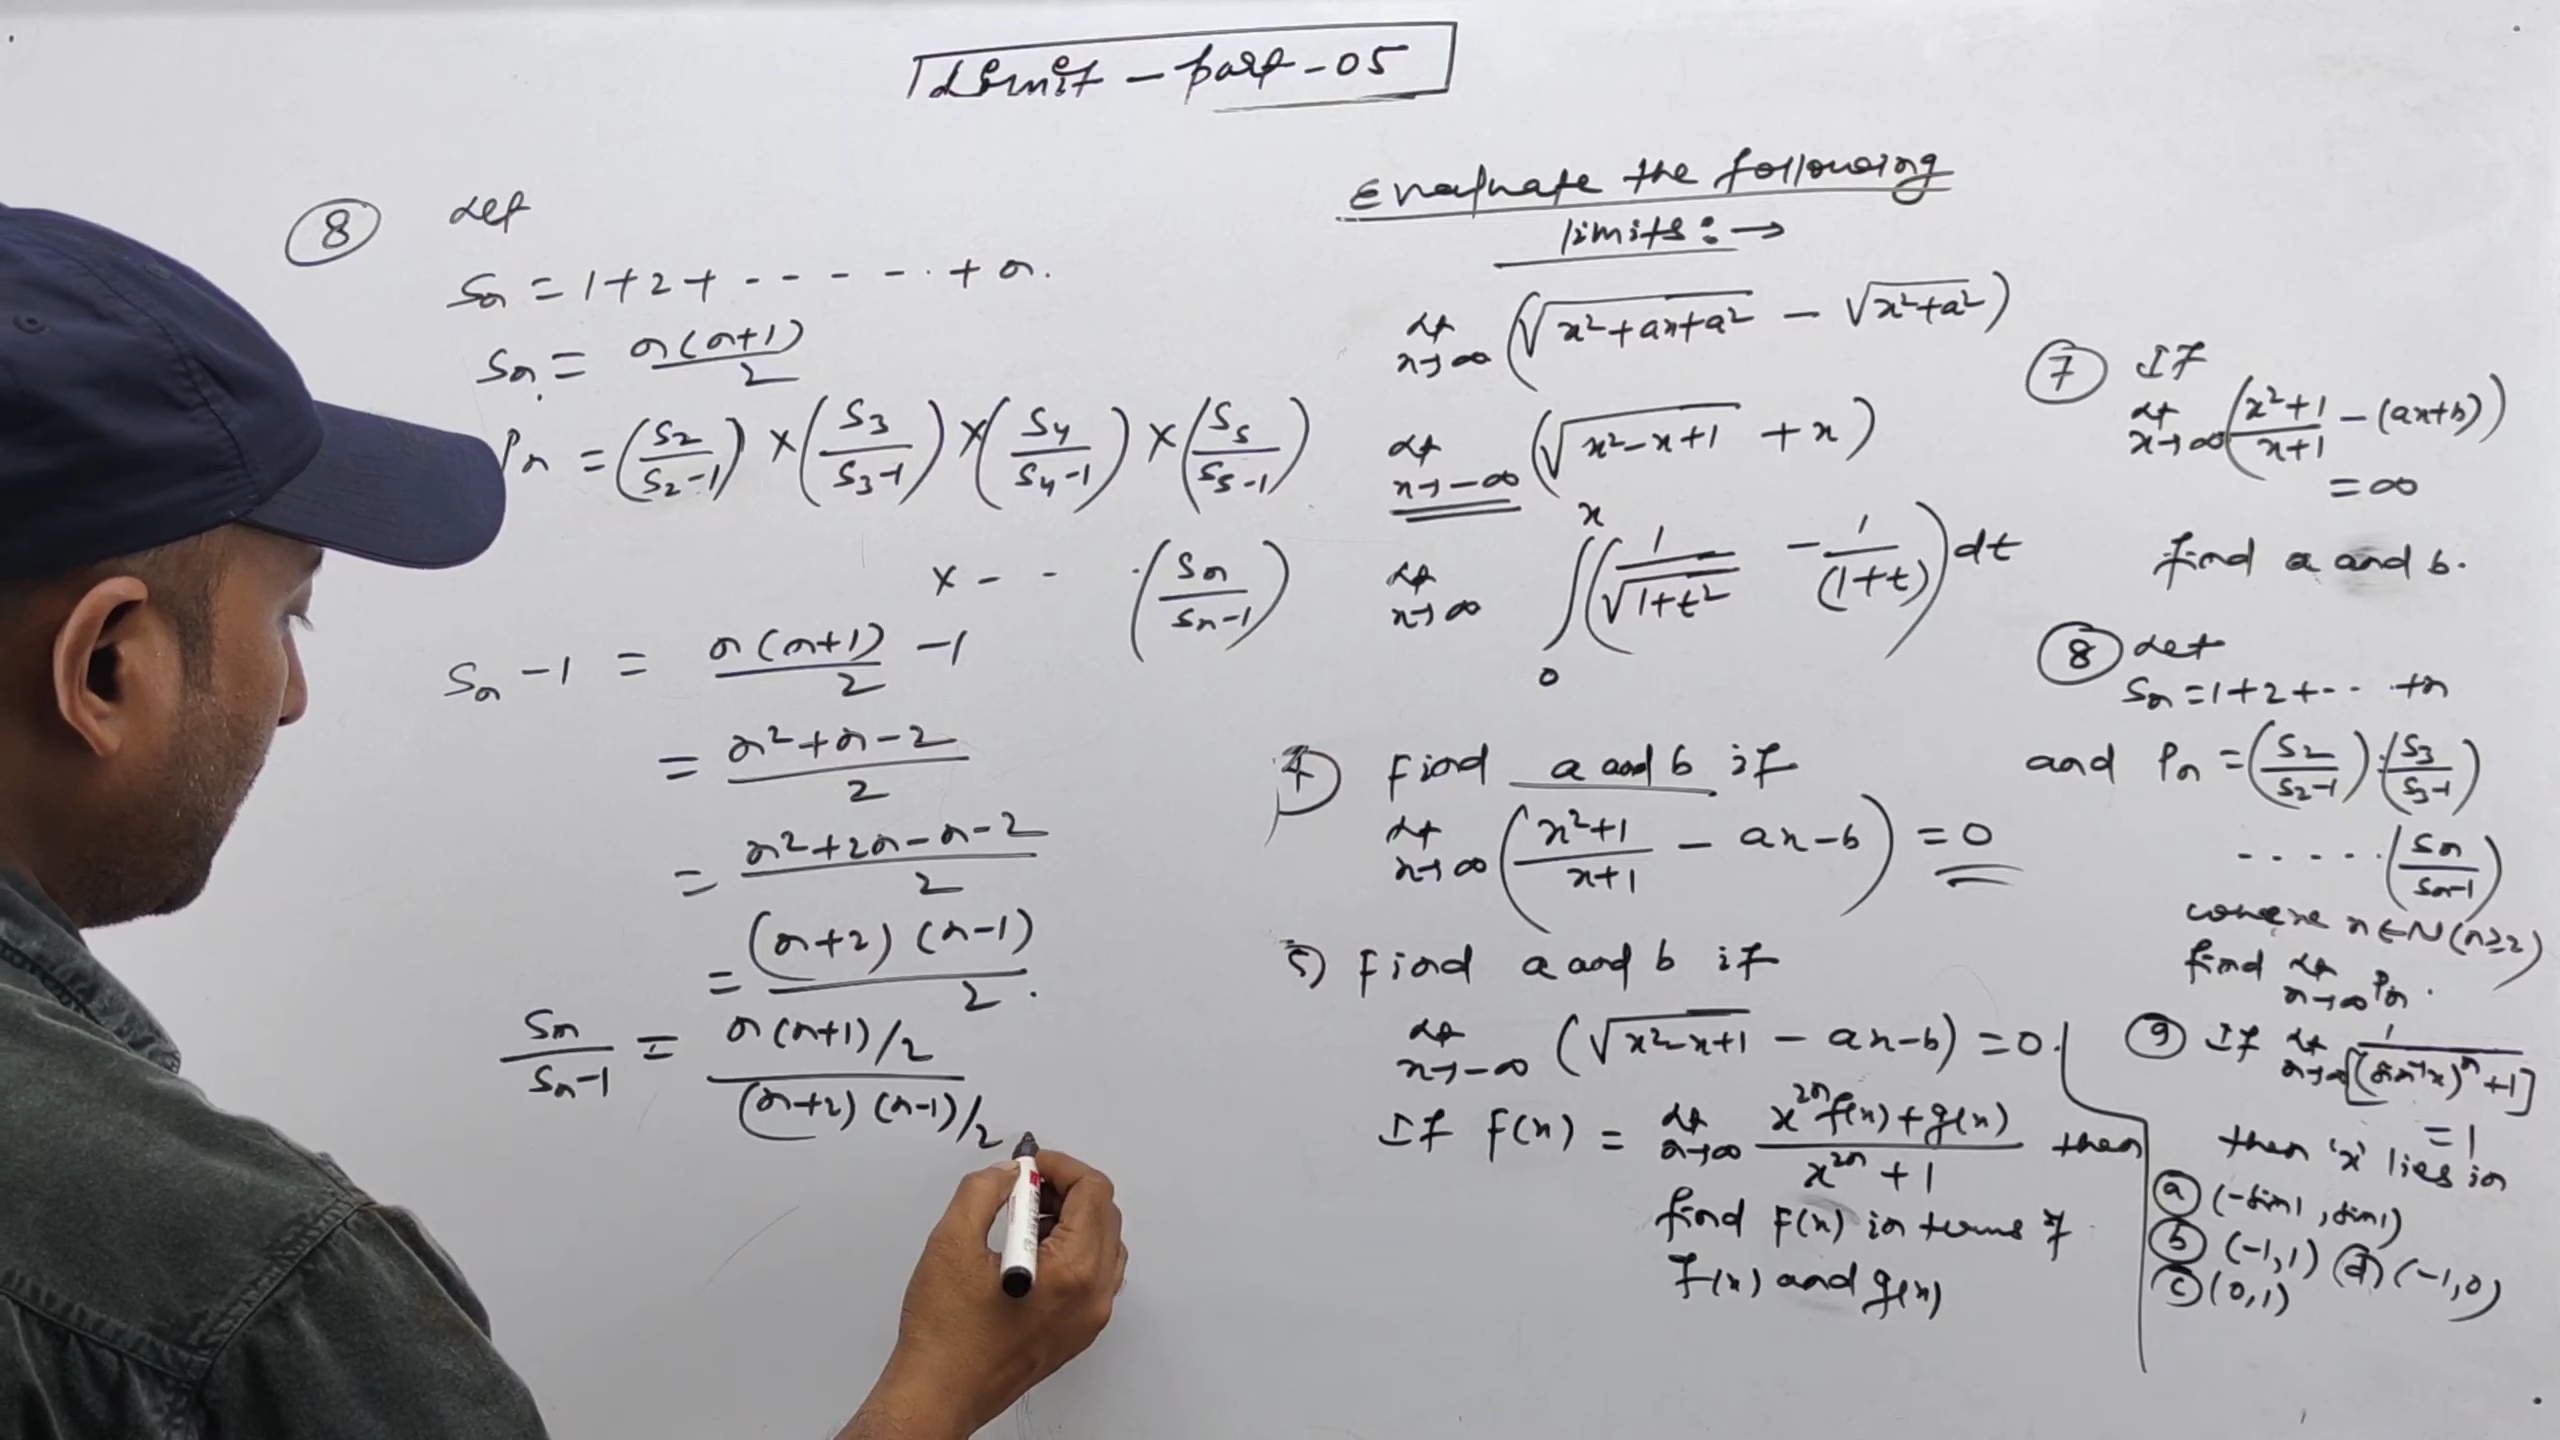 Limit - part - 05
8 Let
Sn = 1+2+ - - - - - . + n.
Sn = n(n+1)/2
Pn = (S2/(S2-1)) × (S3/(S3-1)) × (S4/(S4-1)) × (S5/(S5-1))
× - - . (Sn/(Sn-1))
Sn - 1 = n(n+1)/2 - 1
= (n²+n-2)/2
= (n²+2n-n-2)/2
= (n+2)(n-1)/2.
Sn/(Sn-1) = (n(n+1)/2)/((n+2)(n-1)/2)
Evaluate the following
limits: →
Lt x→∞ (√(x²+ax+a²) - √(x²+a²))
Lt x→-∞ (√(x²-x+1) + x)
Lt x→∞ ∫₀ˣ (1/√(1+t²) - 1/(1+t)) dt
4) Find a and b if
Lt x→∞ ((x²+1)/(x+1) - ax-b) = 0
5) Find a and b if
Lt x→-∞ (√(x²-x+1) - ax-b) = 0.
If F(x) = Lt n→∞ (x²ⁿf(x)+g(x))/(x²ⁿ+1) then
find F(x) in terms of
f(x) and g(x)
7 If
Lt x→∞ ((x²+1)/(x+1) - (ax+b))
= ∞
find a and b.
8 Let
Sn = 1+2+-- .+n
and Pn = (S2/(S2-1)).(S3/(S3-1))
- . . . . . (Sn/(Sn-1))
where n∈N(n≥2)
find Lt n→∞ Pn.
9 If Lt n→∞ 1/[(sin⁻¹x)ⁿ+1]
= 1
then 'x' lies in
a (-sin1, sin1)
b (-1,1) d (-1,0)
c (0,1)